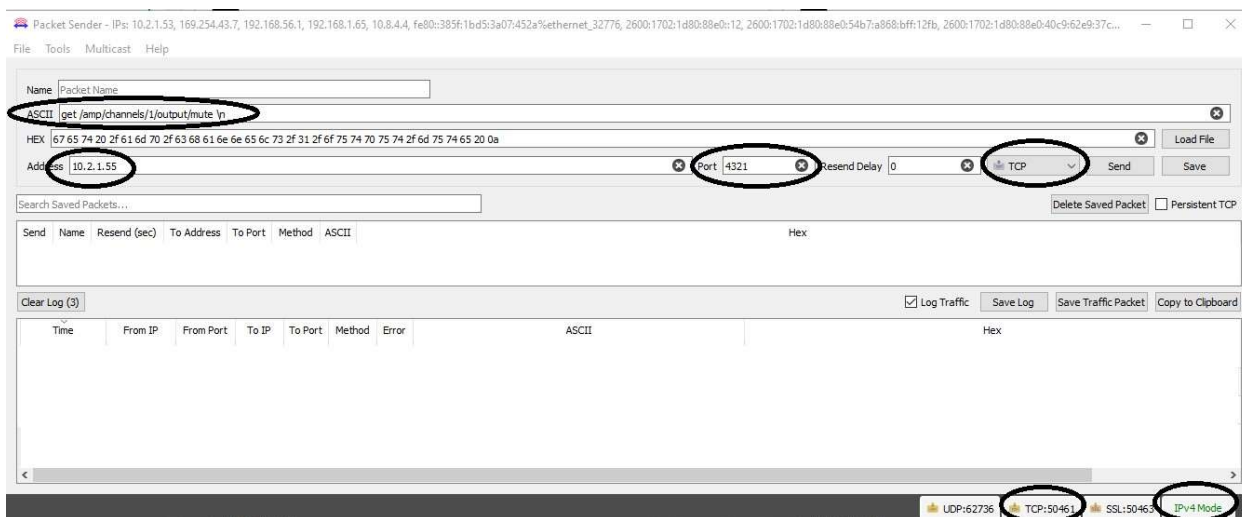 Packet Sender - IPs: 10.2.1.53, 169.254.43.7, 192.168.56.1, 192.168.1.65, 10.8.4.4, fe80::385f:1bd5:3a07:452a%ethernet_32776, 2600:1702:1d80:88e0::12, 2600:1702:1d80:88e0:54b7:a868:bff:12fb, 2600:1702:1d80:88e0:40c9:62e9:37c...
File Tools Multicast Help
Name Packet Name
ASCII get /amp/channels/1/output/mute \n
HEX 67 65 74 20 2f 61 6d 70 2f 63 68 61 6e 6e 65 6c 73 2f 31 2f 6f 75 74 70 75 74 2f 6d 75 74 65 20 0a Load File
Address 10.2.1.55 Port 4321 Resend Delay 0 TCP Send Save
Search Saved Packets... Delete Saved Packet Persistent TCP
Send Name Resend (sec) To Address To Port Method ASCII Hex
Clear Log (3) Log Traffic Save Log Save Traffic Packet Copy to Clipboard
Time From IP From Port To IP To Port Method Error ASCII Hex
UDP:62736 TCP:50461 SSL:50463 IPv4 Mode